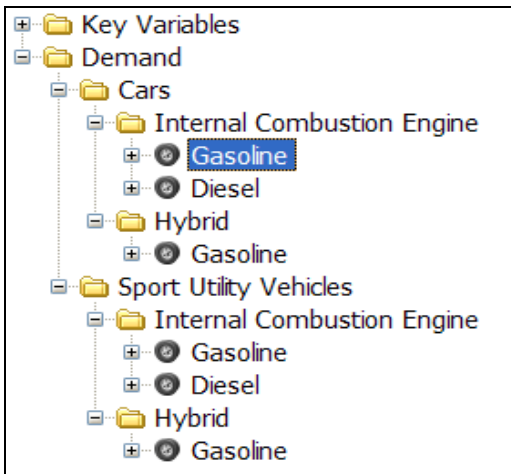 Key Variables
Demand
Cars
Internal Combustion Engine
Gasoline
Diesel
Hybrid
Gasoline
Sport Utility Vehicles
Internal Combustion Engine
Gasoline
Diesel
Hybrid
Gasoline